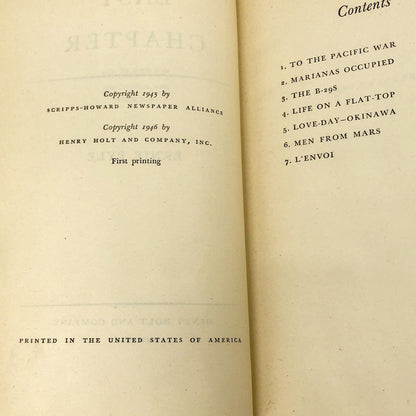 Copyright 1945 by
SCRIPPS-HOWARD NEWSPAPER ALLIANCE
Copyright 1946 by
HENRY HOLT AND COMPANY, INC.
First printing
PRINTED IN THE UNITED STATES OF AMERICA
Contents
1. TO THE PACIFIC WAR
2. MARIANAS OCCUPIED
3. THE B-29S
4. LIFE ON A FLAT-TOP
5. LOVE-DAY—OKINAWA
6. MEN FROM MARS
7. L'ENVOI